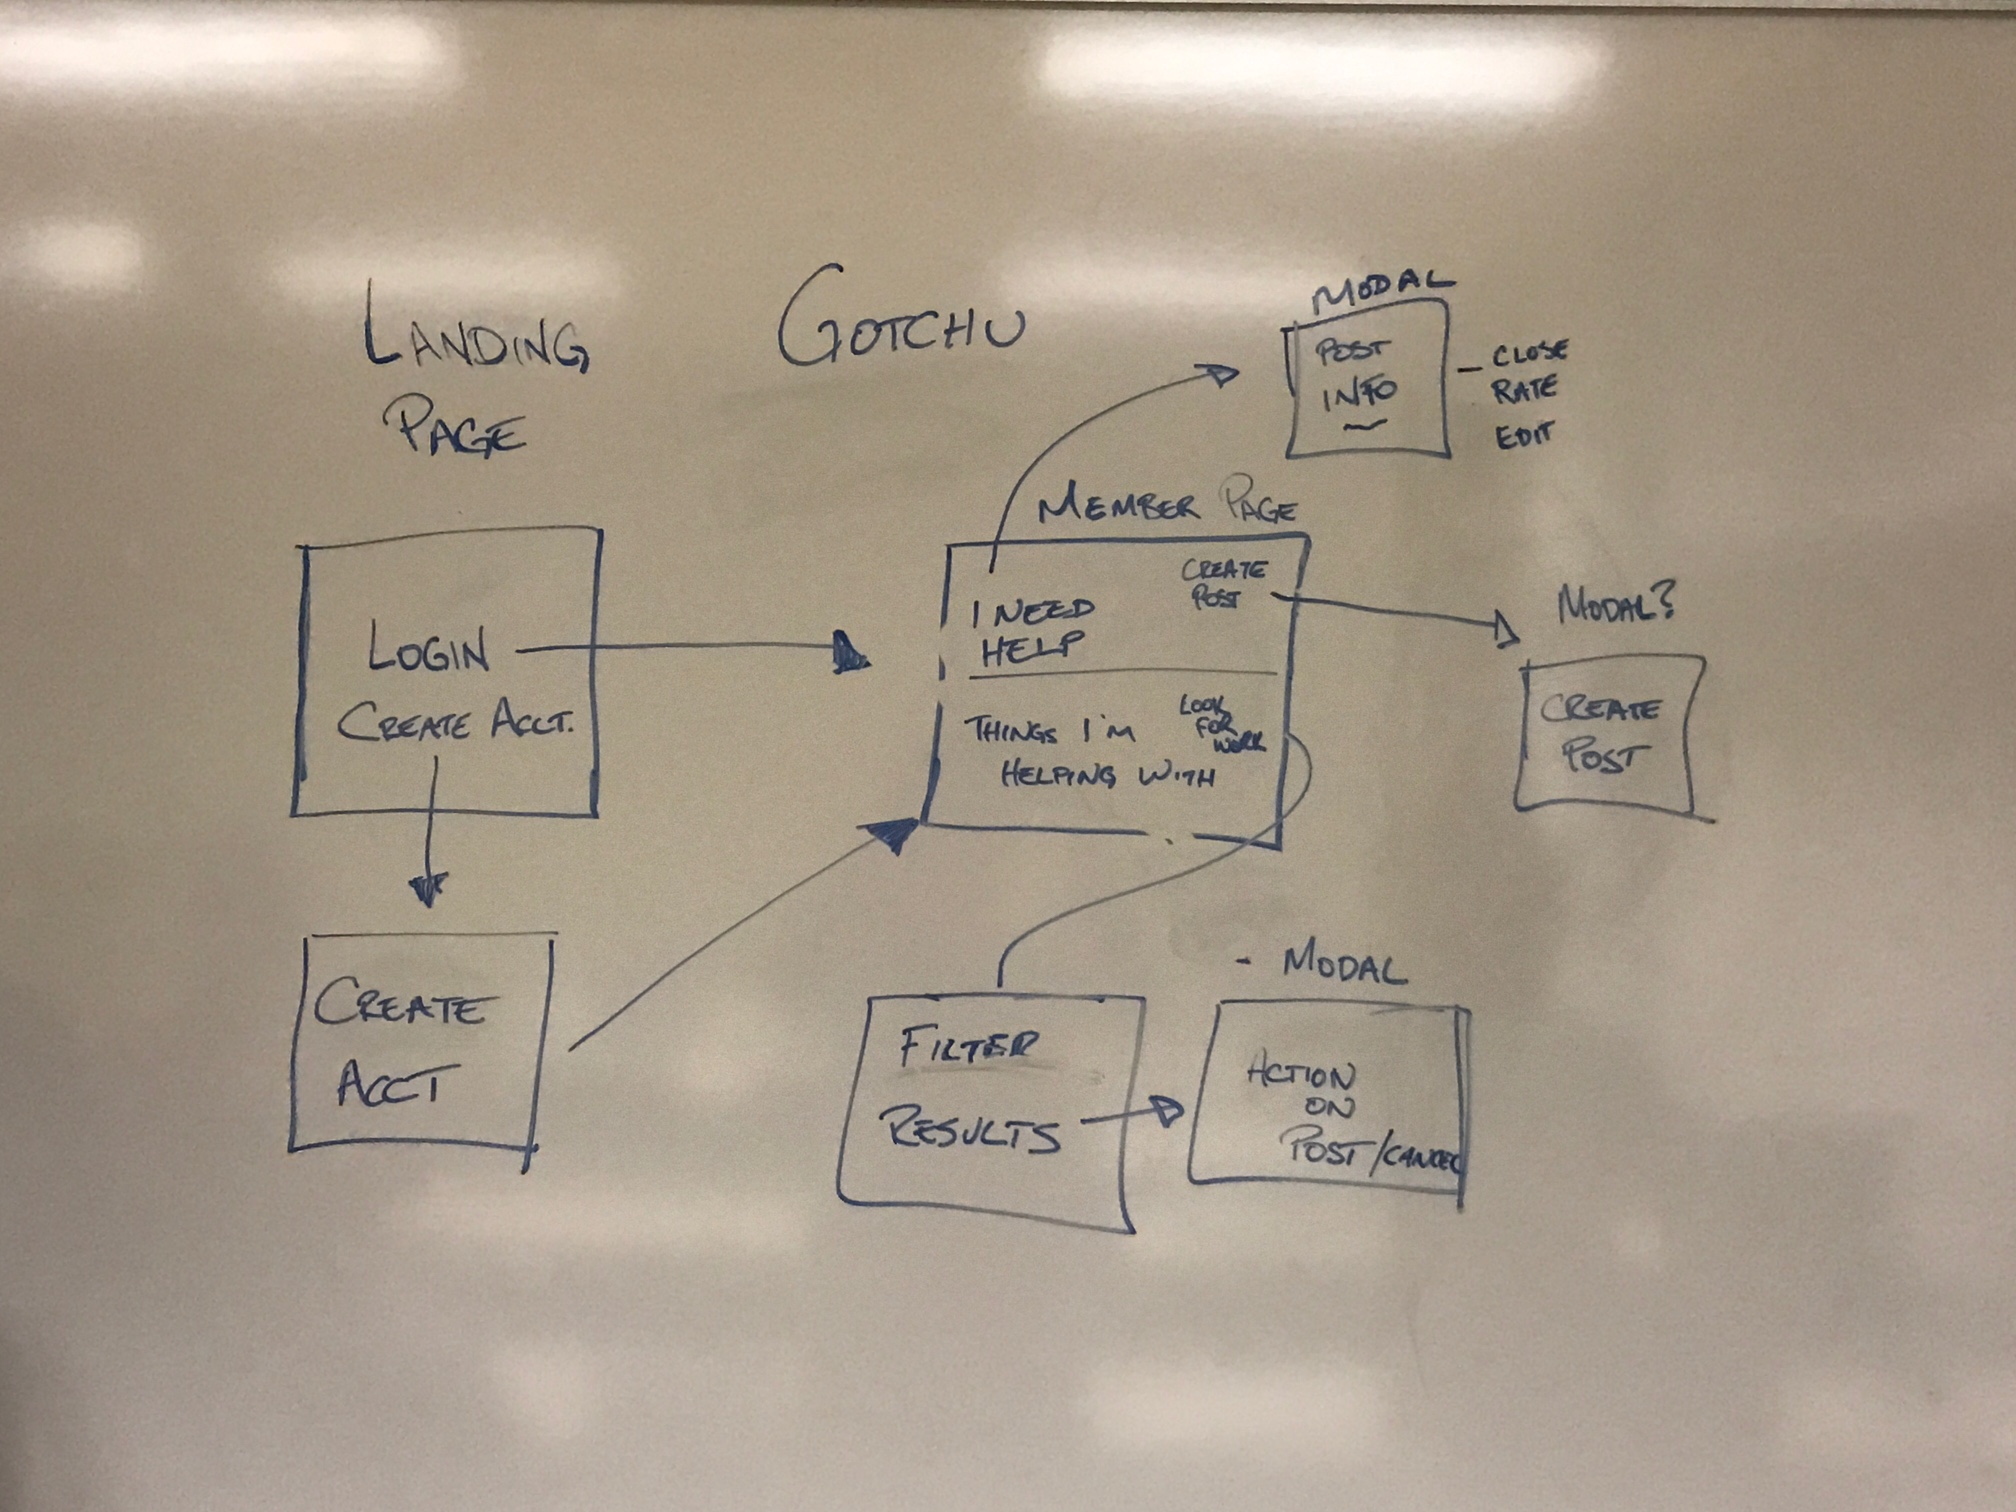 LANDING
PAGE
GOTCHU
MODAL
POST
INFO
- CLOSE
RATE
EDIT
LOGIN
CREATE ACCT.
MEMBER PAGE
I NEED
HELP
CREATE
POST
THINGS I'M
HELPING WITH
LOOK
FOR
WORK
MODAL?
CREATE
POST
CREATE
ACCT
FILTER
RESULTS
- MODAL
ACTION
ON
POST/CANCEL